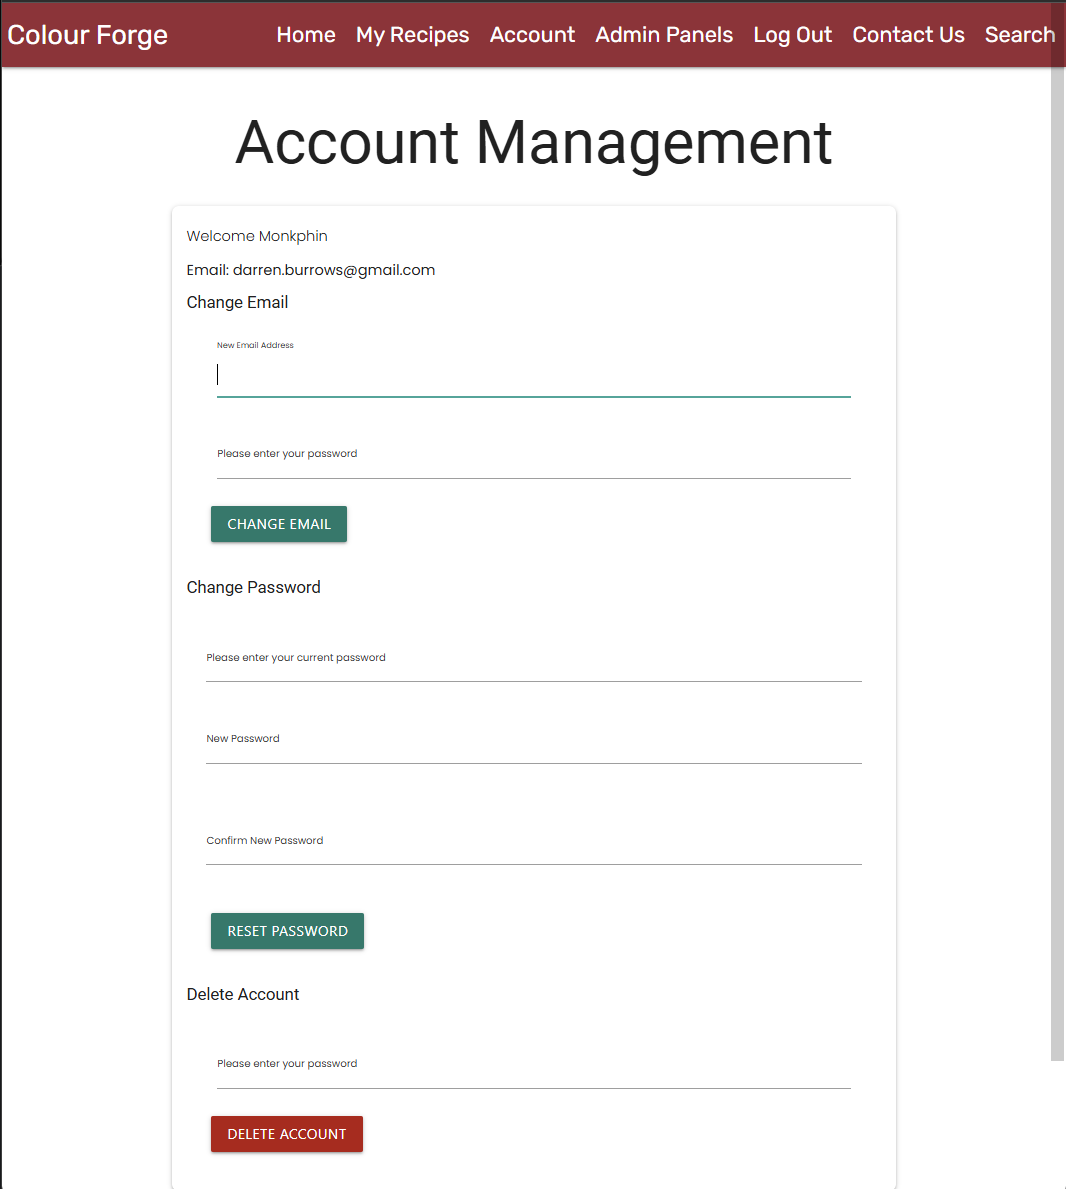 Colour Forge Home My Recipes Account Admin Panels Log Out Contact Us Search
Account Management
Welcome Monkphin
Email: darren.burrows@gmail.com
Change Email
New Email Address
Please enter your password
CHANGE EMAIL
Change Password
Please enter your current password
New Password
Confirm New Password
RESET PASSWORD
Delete Account
Please enter your password
DELETE ACCOUNT